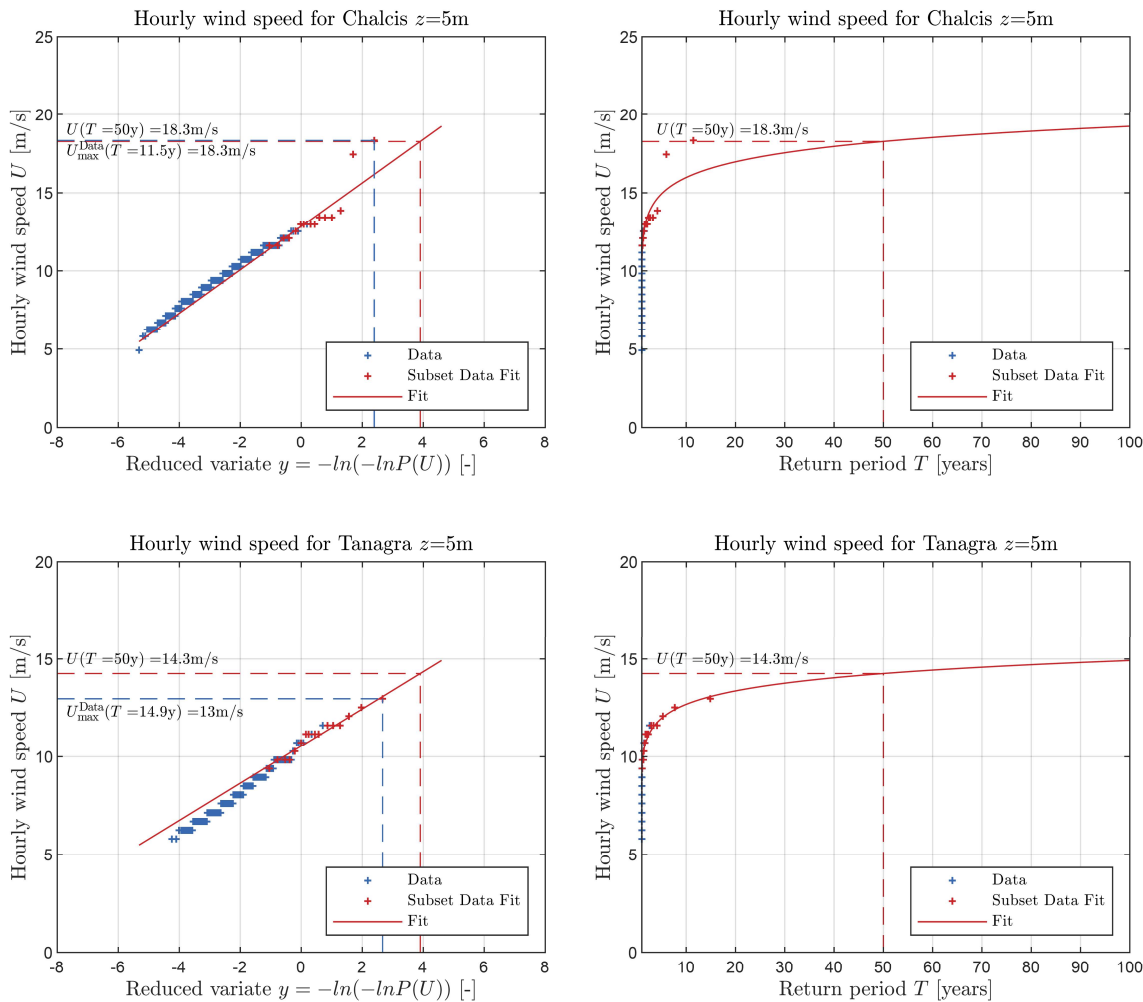 Hourly wind speed for Chalcis z=5m
25
20
15
10
5
0
Hourly wind speed U [m/s]
U(T =50y) =18.3m/s
U_max^Data(T =11.5y) =18.3m/s
Data
Subset Data Fit
Fit
-8 -6 -4 -2 0 2 4 6 8
Reduced variate y = −ln(−lnP(U)) [-]
Hourly wind speed for Chalcis z=5m
25
20
15
10
5
0
Hourly wind speed U [m/s]
U(T =50y) =18.3m/s
Data
Subset Data Fit
Fit
10 20 30 40 50 60 70 80 90 100
Return period T [years]
Hourly wind speed for Tanagra z=5m
20
15
10
5
0
Hourly wind speed U [m/s]
U(T =50y) =14.3m/s
U_max^Data(T =14.9y) =13m/s
Data
Subset Data Fit
Fit
-8 -6 -4 -2 0 2 4 6 8
Reduced variate y = −ln(−lnP(U)) [-]
Hourly wind speed for Tanagra z=5m
20
15
10
5
0
Hourly wind speed U [m/s]
U(T =50y) =14.3m/s
Data
Subset Data Fit
Fit
10 20 30 40 50 60 70 80 90 100
Return period T [years]